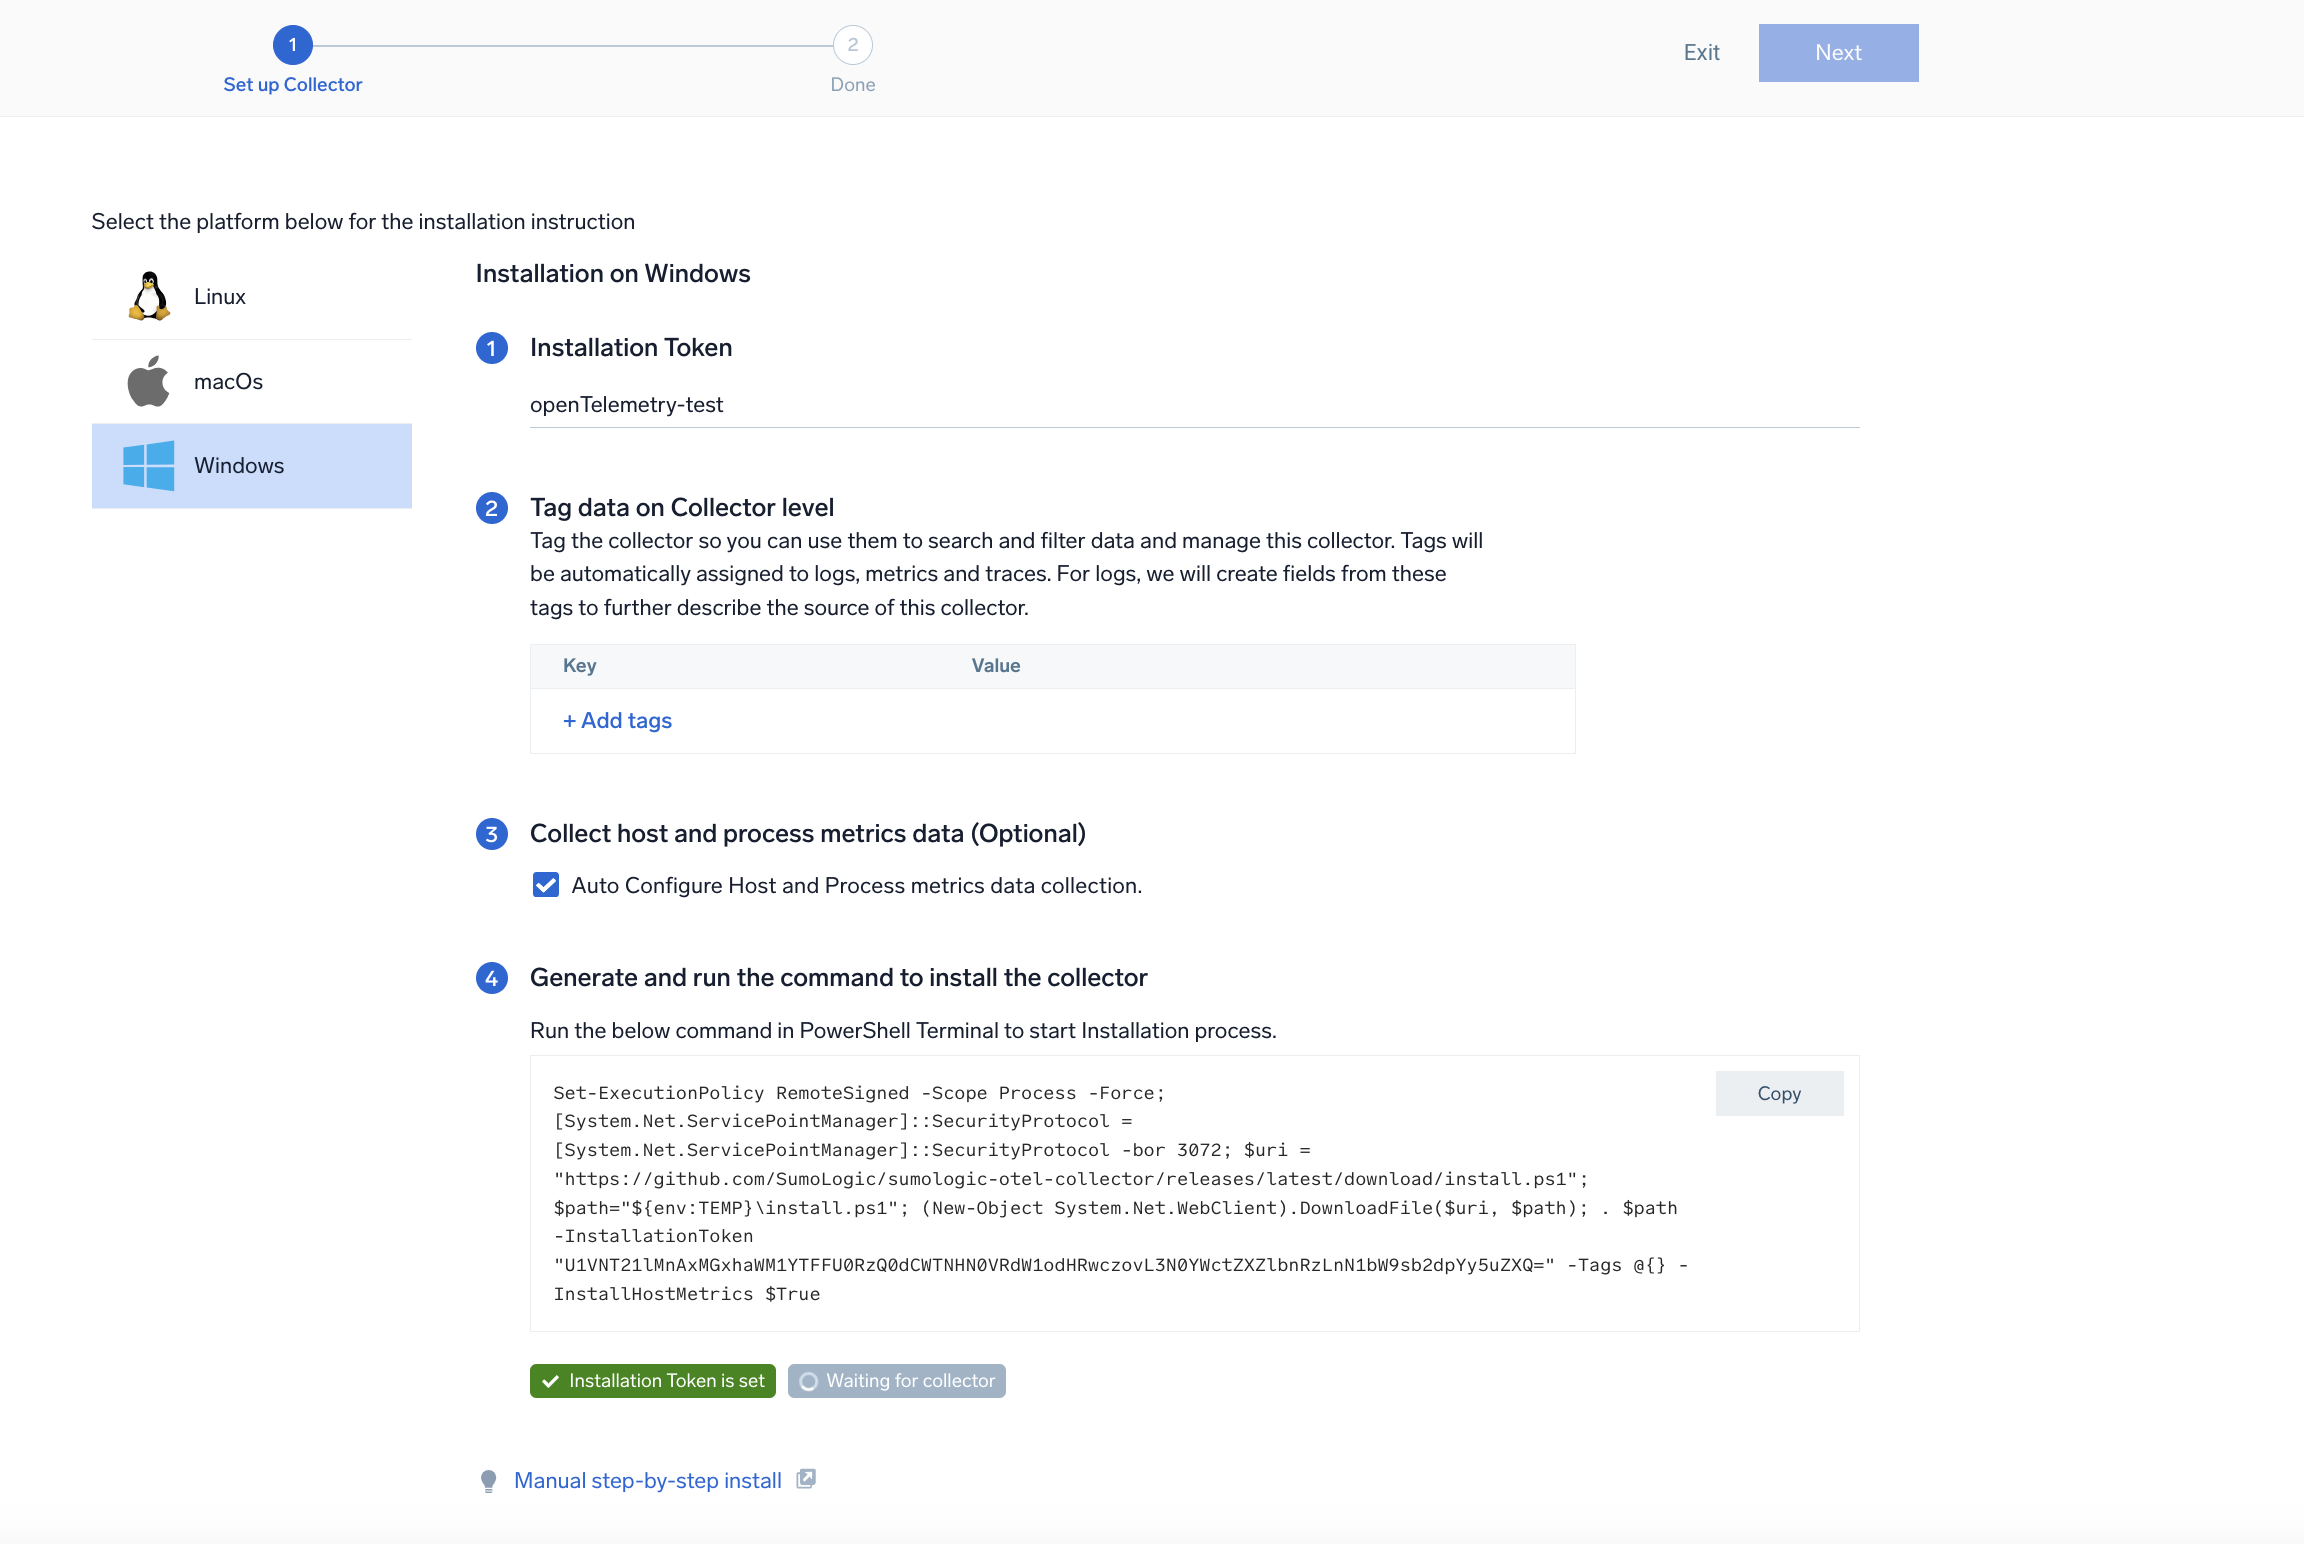 1
2
Set up Collector
Done
Exit
Next
Select the platform below for the installation instruction
Linux
macOs
Windows
Installation on Windows
1 Installation Token
openTelemetry-test
2 Tag data on Collector level
Tag the collector so you can use them to search and filter data and manage this collector. Tags will
be automatically assigned to logs, metrics and traces. For logs, we will create fields from these
tags to further describe the source of this collector.
Key Value
+ Add tags
3 Collect host and process metrics data (Optional)
Auto Configure Host and Process metrics data collection.
4 Generate and run the command to install the collector
Run the below command in PowerShell Terminal to start Installation process.
Set-ExecutionPolicy RemoteSigned -Scope Process -Force;
[System.Net.ServicePointManager]::SecurityProtocol =
[System.Net.ServicePointManager]::SecurityProtocol -bor 3072; $uri =
"https://github.com/SumoLogic/sumologic-otel-collector/releases/latest/download/install.ps1";
$path="${env:TEMP}\install.ps1"; (New-Object System.Net.WebClient).DownloadFile($uri, $path); . $path
-InstallationToken
"U1VNT21lMnAxMGxhaWM1YTFFU0RzQ0dCWTNHN0VRdW1odHRwczovL3N0YWctZXZlbnRzLnN1bW9sb2dpYy5uZXQ=" -Tags @{} -
InstallHostMetrics $True
Copy
Installation Token is set
Waiting for collector
Manual step-by-step install